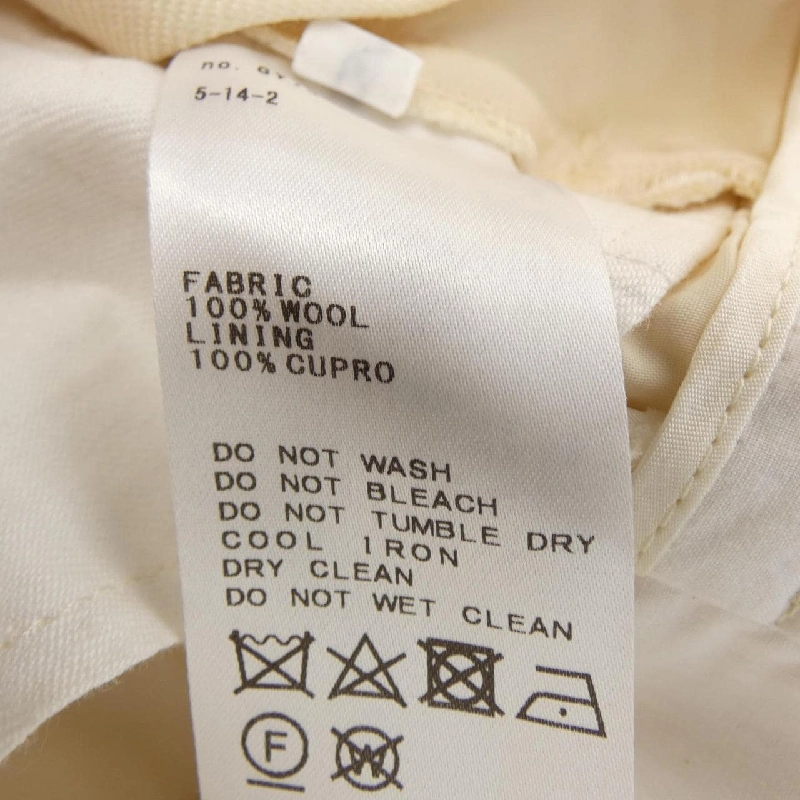 no.
5-14-2
FABRIC
100% WOOL
LINING
100% CUPRO
DO NOT WASH
DO NOT BLEACH
DO NOT TUMBLE DRY
COOL IRON
DRY CLEAN
DO NOT WET CLEAN
F W